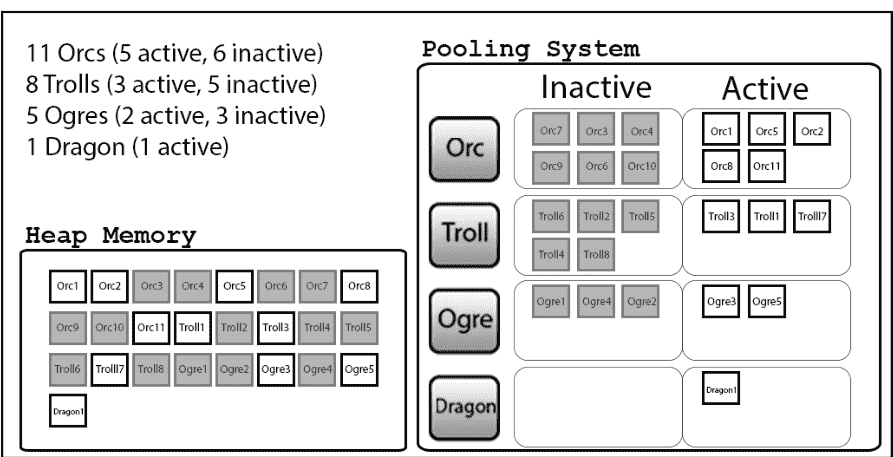 11 Orcs (5 active, 6 inactive)
8 Trolls (3 active, 5 inactive)
5 Ogres (2 active, 3 inactive)
1 Dragon (1 active)
Heap Memory
Orc1 Orc2 Orc3 Orc4 Orc5 Orc6 Orc7 Orc8
Orc9 Orc10 Orc11 Troll1 Troll2 Troll3 Troll4 Troll5
Troll6 Trolll7 Troll8 Ogre1 Ogre2 Ogre3 Ogre4 Ogre5
Dragon1
Pooling System
Inactive Active
Orc
Orc7 Orc3 Orc4 Orc1 Orc5 Orc2
Orc9 Orc6 Orc10 Orc8 Orc11
Troll
Troll6 Troll2 Troll5 Troll3 Troll1 Trolll7
Troll4 Troll8
Ogre
Ogre1 Ogre4 Ogre2 Ogre3 Ogre5
Dragon
Dragon1